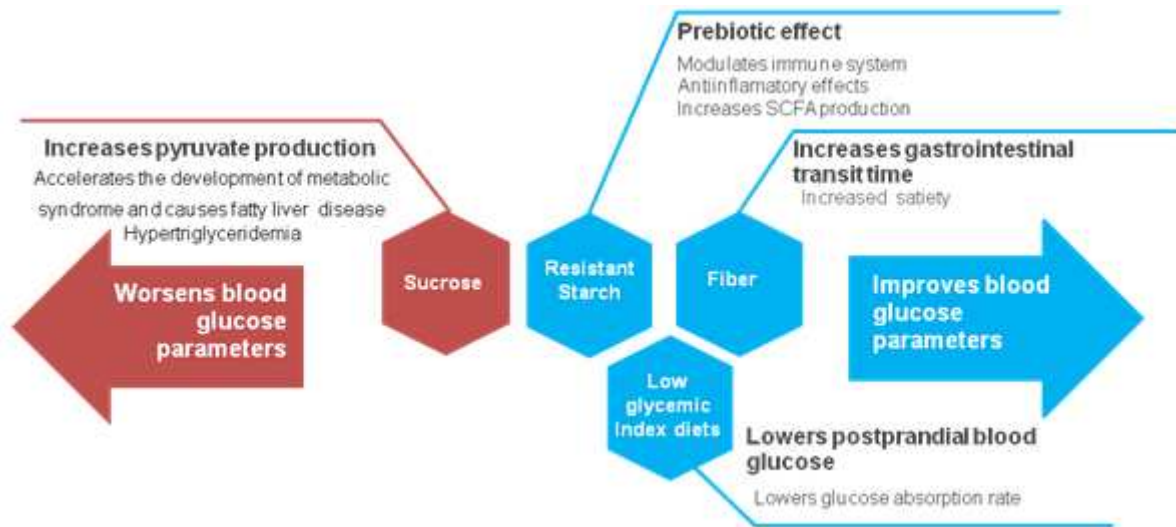 Prebiotic effect
Modulates immune system
Antiinflamatory effects
Increases SCFA production
Increases pyruvate production
Accelerates the development of metabolic
syndrome and causes fatty liver disease
Hypertriglyceridemia
Increases gastrointestinal
transit time
Increased satiety
Sucrose
Resistant
Starch
Fiber
Worsens blood
glucose
parameters
Improves blood
glucose
parameters
Low
glycemic
Index diets
Lowers postprandial blood
glucose
Lowers glucose absorption rate